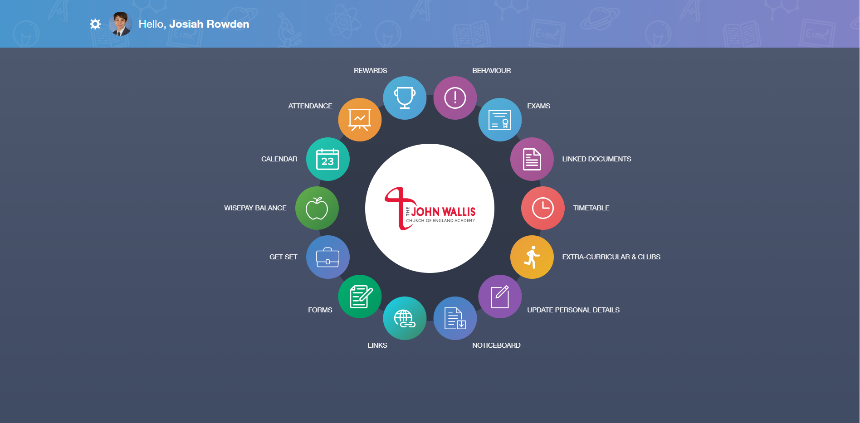 Hello, Josiah Rowden
REWARDS
BEHAVIOUR
ATTENDANCE
EXAMS
CALENDAR
23
LINKED DOCUMENTS
WISEPAY BALANCE
THE JOHN WALLIS
CHURCH OF ENGLAND ACADEMY
TIMETABLE
GET SET
EXTRA-CURRICULAR & CLUBS
FORMS
UPDATE PERSONAL DETAILS
LINKS
NOTICEBOARD